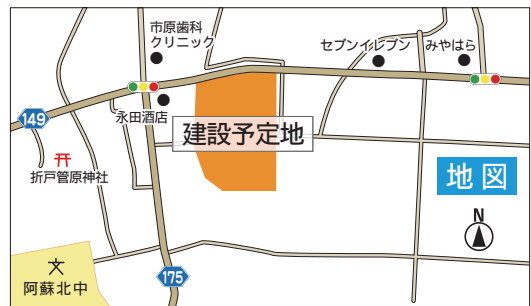 市原歯科
クリニック
セブンイレブン
みやはら
149
永田酒店
建設予定地
折戸管原神社
地図
N
文
阿蘇北中
175